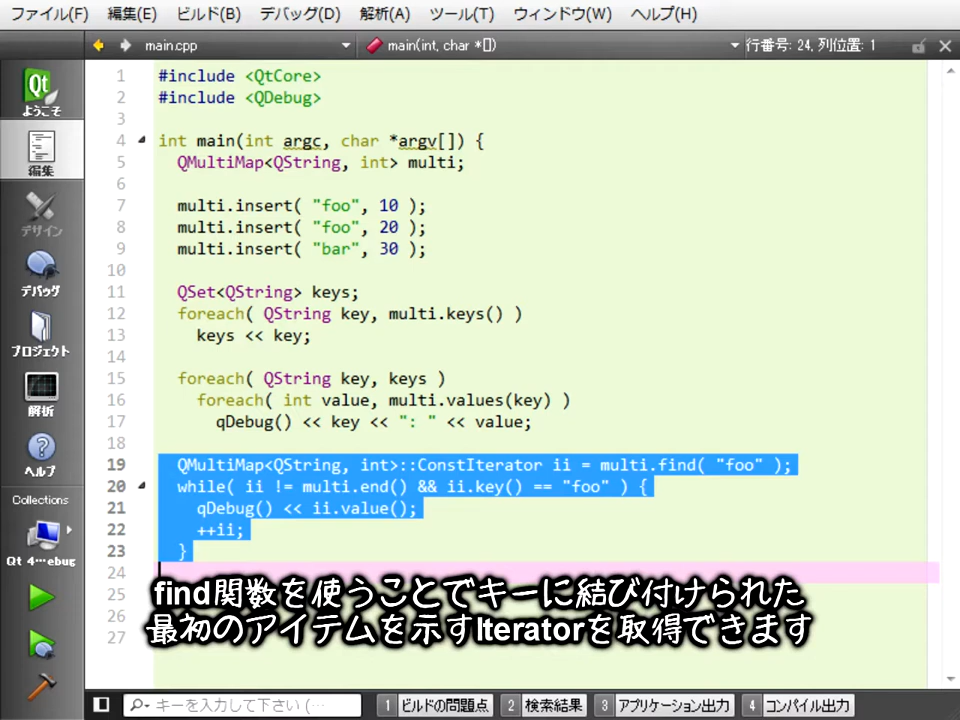 ファイル(F) 編集(E) ビルド(B) デバッグ(D) 解析(A) ツール(T) ウィンドウ(W) ヘルプ(H)
main.cpp main(int, char *[]) 行番号: 24, 列位置: 1
ようこそ
編集
デザイン
デバッグ
プロジェクト
解析
ヘルプ
Collections
Qt 4…ebug
1 #include <QtCore>
2 #include <QDebug>
3
4 int main(int argc, char *argv[]) {
5 QMultiMap<QString, int> multi;
6
7 multi.insert( "foo", 10 );
8 multi.insert( "foo", 20 );
9 multi.insert( "bar", 30 );
10
11 QSet<QString> keys;
12 foreach( QString key, multi.keys() )
13 keys << key;
14
15 foreach( QString key, keys )
16 foreach( int value, multi.values(key) )
17 qDebug() << key << ": " << value;
18
19 QMultiMap<QString, int>::ConstIterator ii = multi.find( "foo" );
20 while( ii != multi.end() && ii.key() == "foo" ) {
21 qDebug() << ii.value();
22 ++ii;
23 }
24
25
26
27
find関数を使うことでキーに結び付けられた
最初のアイテムを示すIteratorを取得できます
キーを入力して下さい (… 1 ビルドの問題点 2 検索結果 3 アプリケーション出力 4 コンパイル出力